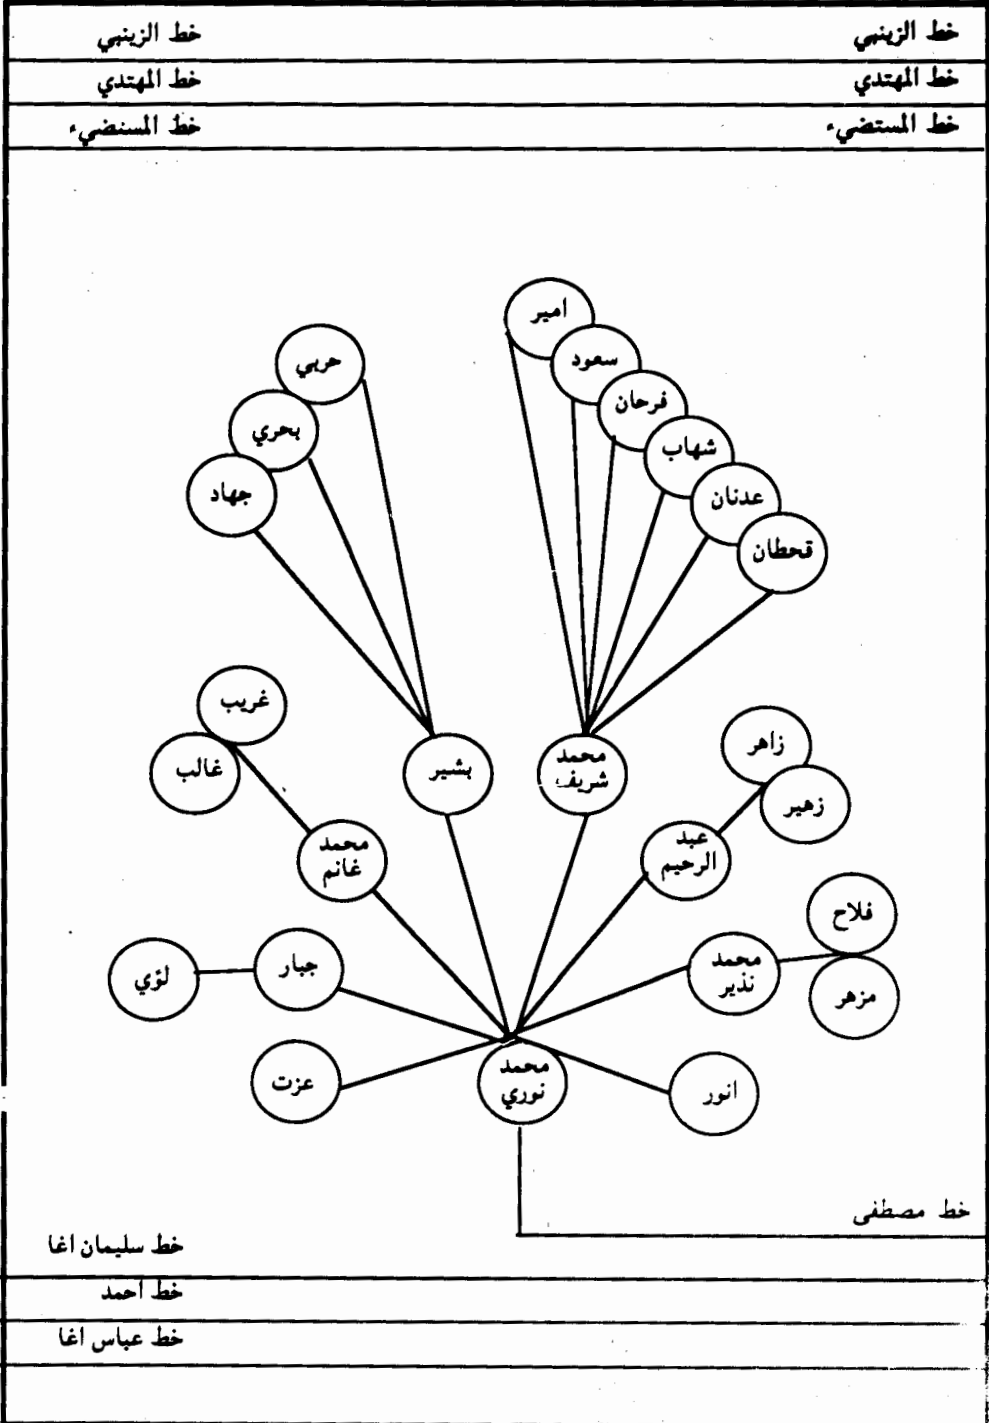 خط الزينبي
خط الزينبي
خط المهتدي
خط المهتدي
خط المستضيء
خط المسنضيء
امير
سعود
فرحان
شهاب
عدنان
قحطان
حربي
بحري
جهاد
زاهر
زهير
محمد
شريف
بشير
غريب
غالب
عبد
الرحيم
محمد
غانم
فلاح
مزهر
محمد
نذير
جبار
لؤي
انور
محمد
نوري
عزت
خط مصطفى
خط سليمان اغا
خط احمد
خط عباس اغا